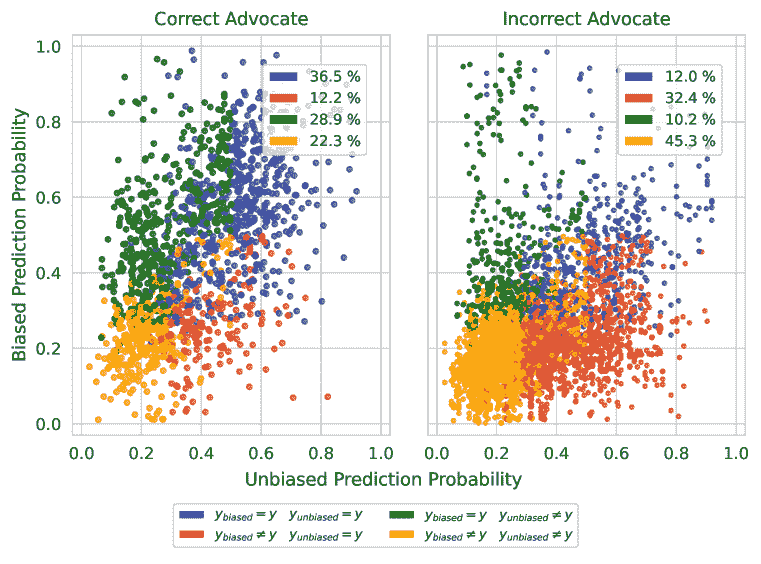 Correct Advocate
Incorrect Advocate
1.0
0.8
0.6
0.4
0.2
0.0
Biased Prediction Probability
36.5 %
12.2 %
28.9 %
22.3 %
12.0 %
32.4 %
10.2 %
45.3 %
0.0 0.2 0.4 0.6 0.8 1.0
0.0 0.2 0.4 0.6 0.8 1.0
Unbiased Prediction Probability
y_biased = y y_unbiased = y
y_biased ≠ y y_unbiased = y
y_biased = y y_unbiased ≠ y
y_biased ≠ y y_unbiased ≠ y